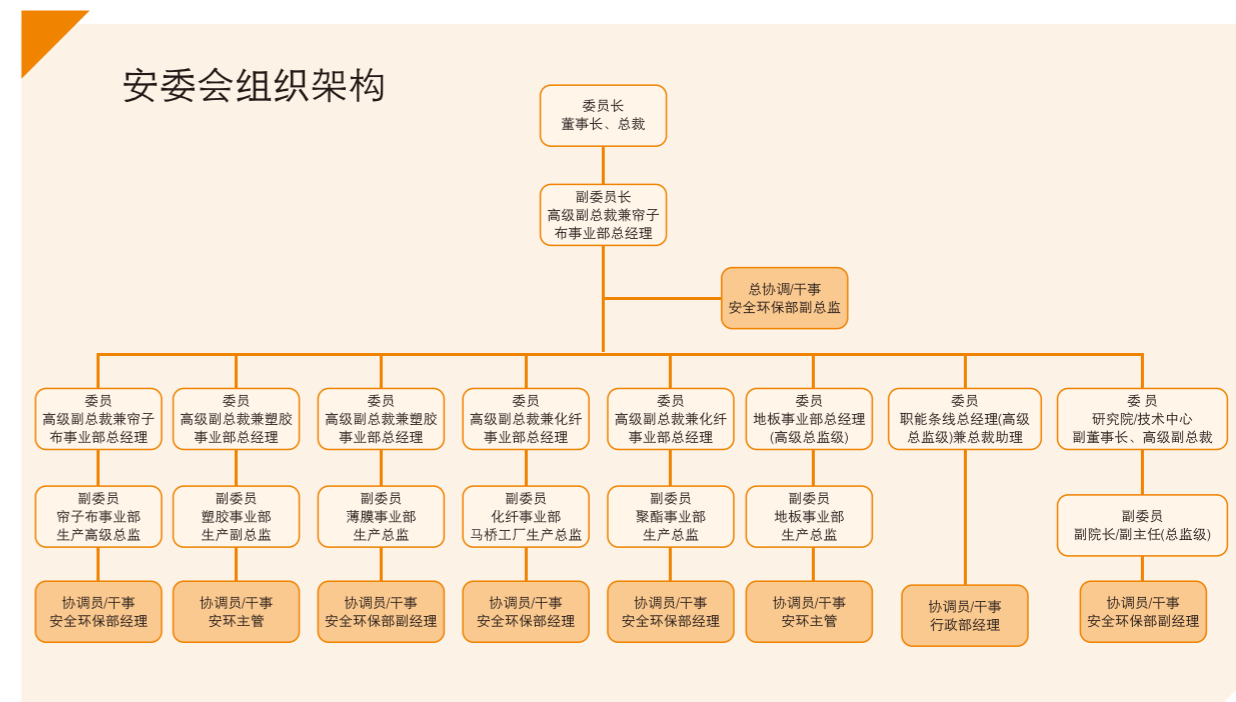 安委会组织架构
委员长
董事长、总裁
副委员长
高级副总裁兼帘子
布事业部总经理
总协调/干事
安全环保部副总监
委员
高级副总裁兼帘子
布事业部总经理
委员
高级副总裁兼塑胶
事业部总经理
委员
高级副总裁兼塑胶
事业部总经理
委员
高级副总裁兼化纤
事业部总经理
委员
高级副总裁兼化纤
事业部总经理
委员
地板事业部总经理
(高级总监级)
委员
职能条线总经理(高级
总监级)兼总裁助理
委 员
研究院/技术中心
副董事长、高级副总裁
副委员
帘子布事业部
生产高级总监
副委员
塑胶事业部
生产副总监
副委员
薄膜事业部
生产总监
副委员
化纤事业部
马桥工厂生产总监
副委员
聚酯事业部
生产总监
副委员
地板事业部
生产总监
副委员
副院长/副主任(总监级)
协调员/干事
安全环保部经理
协调员/干事
安环主管
协调员/干事
安全环保部副经理
协调员/干事
安全环保部经理
协调员/干事
安全环保部经理
协调员/干事
安环主管
协调员/干事
行政部经理
协调员/干事
安全环保部副经理